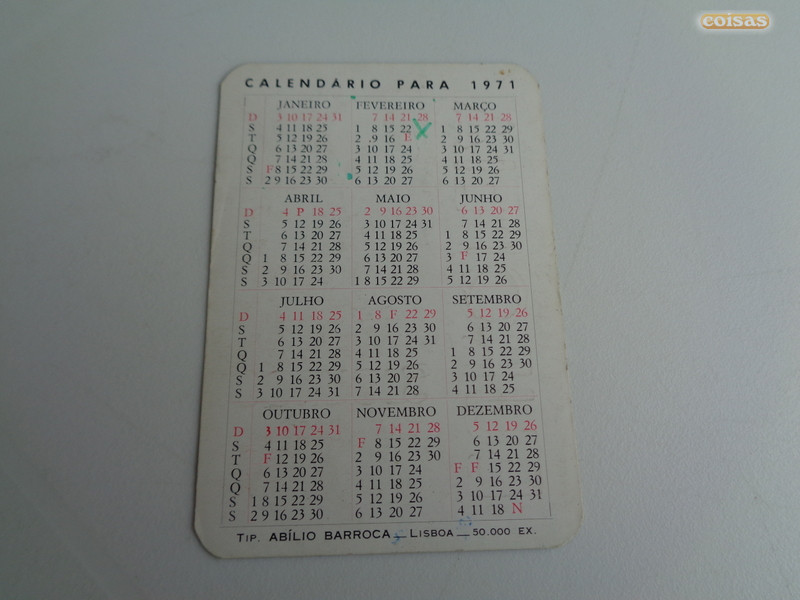 coisas
CALENDÁRIO PARA 1971
JANEIRO FEVEREIRO MARÇO
D 3 10 17 24 31 7 14 21 28 7 14 21 28
S 4 11 18 25 1 8 15 22 1 8 15 22 29
T 5 12 19 26 2 9 16 E 2 9 16 23 30
Q 6 13 20 27 3 10 17 24 3 10 17 24 31
Q 7 14 21 28 4 11 18 25 4 11 18 25
S F 8 15 22 29 5 12 19 26 5 12 19 26
S 2 9 16 23 30 6 13 20 27 6 13 20 27
ABRIL MAIO JUNHO
D 4 P 18 25 2 9 16 23 30 6 13 20 27
S 5 12 19 26 3 10 17 24 31 7 14 21 28
T 6 13 20 27 4 11 18 25 1 8 15 22 29
Q 7 14 21 28 5 12 19 26 2 9 16 23 30
Q 1 8 15 22 29 6 13 20 27 3 F 17 24
S 2 9 16 23 30 7 14 21 28 4 11 18 25
S 3 10 17 24 1 8 15 22 29 5 12 19 26
JULHO AGOSTO SETEMBRO
D 4 11 18 25 1 8 F 22 29 5 12 19 26
S 5 12 19 26 2 9 16 23 30 6 13 20 27
T 6 13 20 27 3 10 17 24 31 7 14 21 28
Q 7 14 21 28 4 11 18 25 1 8 15 22 29
Q 1 8 15 22 29 5 12 19 26 2 9 16 23 30
S 2 9 16 23 30 6 13 20 27 3 10 17 24
S 3 10 17 24 31 7 14 21 28 4 11 18 25
OUTUBRO NOVEMBRO DEZEMBRO
D 3 10 17 24 31 7 14 21 28 5 12 19 26
S 4 11 18 25 F 8 15 22 29 6 13 20 27
T F 12 19 26 2 9 16 23 30 7 14 21 28
Q 6 13 20 27 3 10 17 24 F F 15 22 29
Q 7 14 21 28 4 11 18 25 2 9 16 23 30
S 1 8 15 22 29 5 12 19 26 3 10 17 24 31
S 2 9 16 23 30 6 13 20 27 4 11 18 N
TIP. ABÍLIO BARROCA — LISBOA — 50.000 EX.